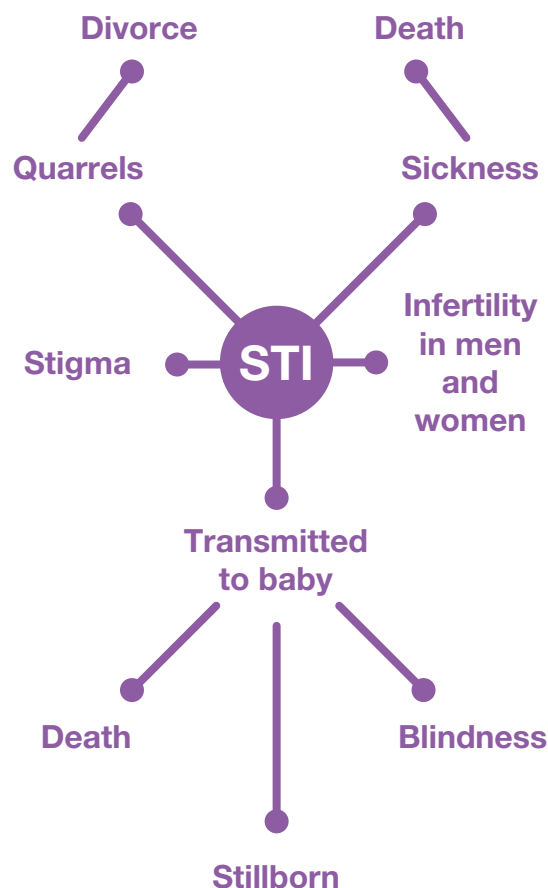 Divorce
Death
Quarrels
Sickness
Stigma
STI
Infertility
in men
and
women
Transmitted
to baby
Death
Blindness
Stillborn